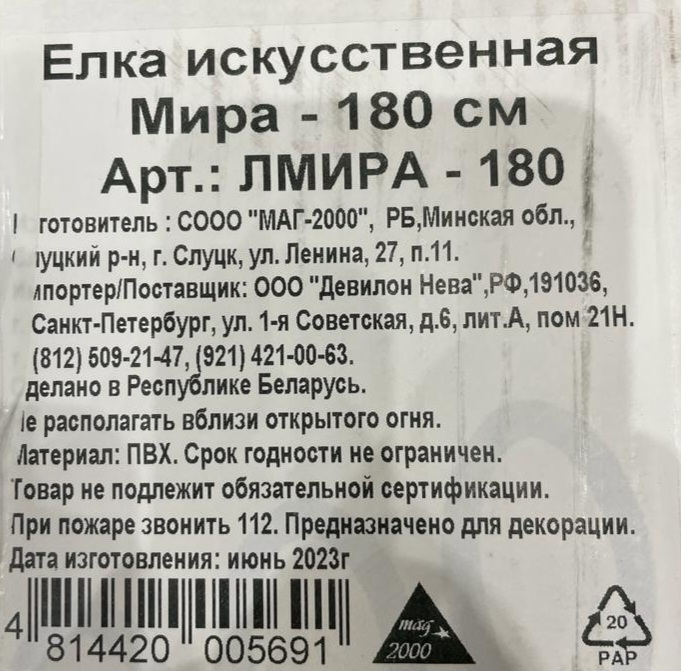 Елка искусственная
Мира - 180 см
Арт.: ЛМИРА - 180
готовитель : СООО "МАГ-2000", РБ,Минская обл.,
луцкий р-н, г. Слуцк, ул. Ленина, 27, п.11.
мпортер/Поставщик: ООО "Девилон Нева",РФ,191036,
Санкт-Петербург, ул. 1-я Советская, д.6, лит.А, пом 21Н.
(812) 509-21-47, (921) 421-00-63.
делано в Республике Беларусь.
е располагать вблизи открытого огня.
Материал: ПВХ. Срок годности не ограничен.
Товар не подлежит обязательной сертификации.
При пожаре звонить 112. Предназначено для декорации.
Дата изготовления: июнь 2023г
4 814420 005691
mag
2000
20
PAP